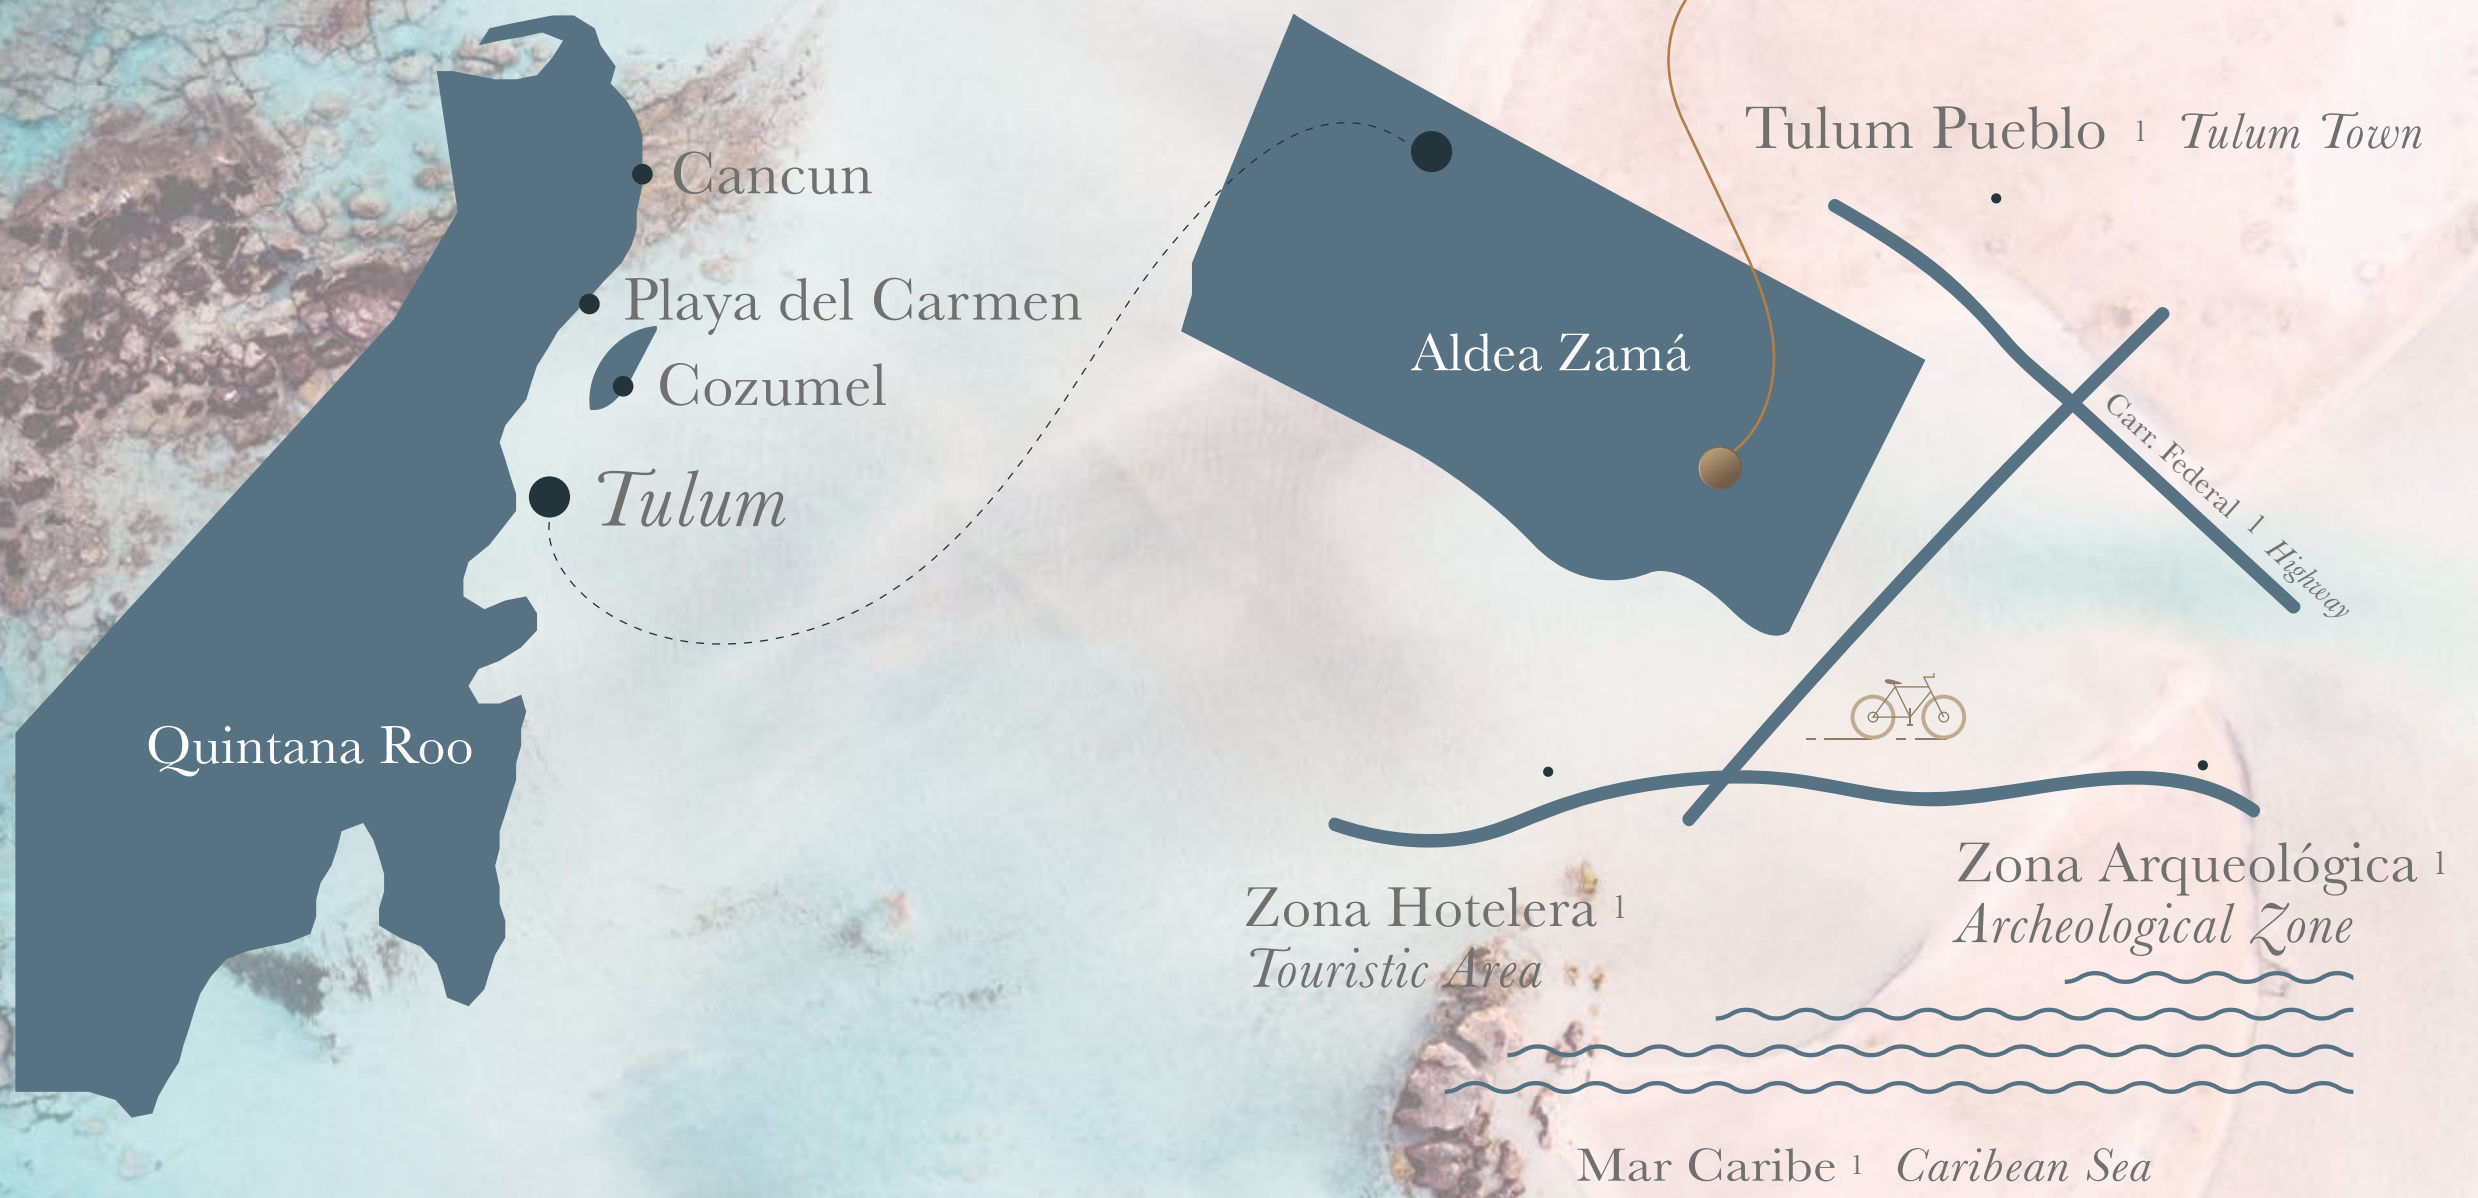 Cancun
Playa del Carmen
Cozumel
Tulum
Quintana Roo
Aldea Zamá
Tulum Pueblo l Tulum Town
Carr. Federal l Highway
Zona Hotelera l
Touristic Area
Zona Arqueológica l
Archeological Zone
Mar Caribe l Caribean Sea